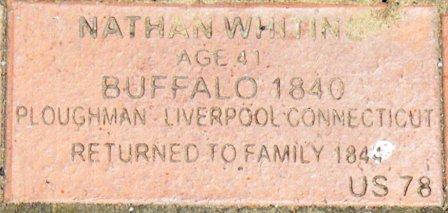 NATHAN WHITING
AGE 41
BUFFALO 1840
PLOUGHMAN LIVERPOOL CONNECTICUT
RETURNED TO FAMILY 1844
US 78